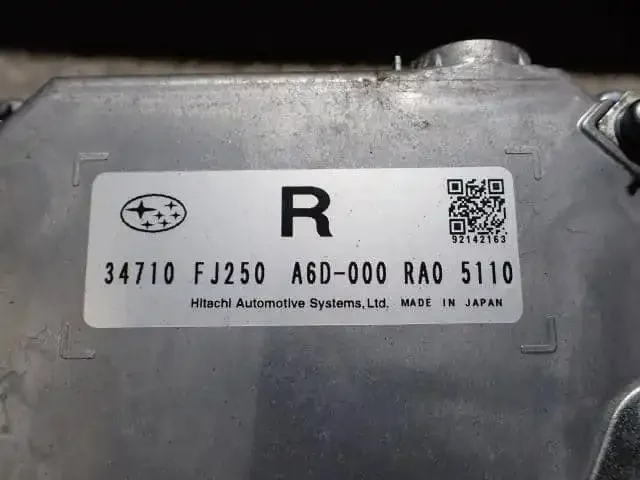 R
92142163
34710 FJ250 A6D-000 RA0 5110
Hitachi Automotive Systems, Ltd. MADE IN JAPAN